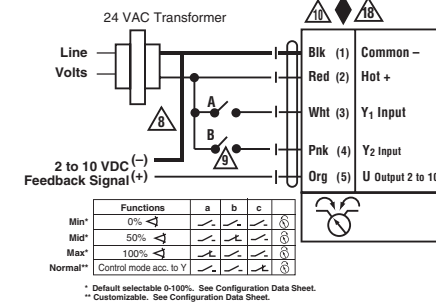 24 VAC Transformer
10
18
Line
Volts
Blk (1) Common –
Red (2) Hot +
A
Wht (3) Y1 Input
8
B
Pnk (4) Y2 Input
9
2 to 10 VDC (–)
Feedback Signal (+)
Org (5) U Output 2 to 10
Functions a b c
Min* 0%
Mid* 50%
Max* 100%
Normal** Control mode acc. to Y
* Default selectable 0-100%. See Configuration Data Sheet.
** Customizable. See Configuration Data Sheet.